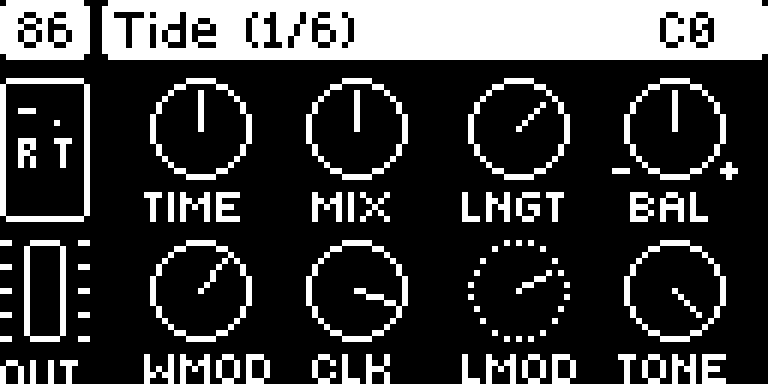 86 Tide (1/6) C0
- .
R T
TIME MIX LNGT BAL
- +
OUT WMOD CLK LMOD TONE